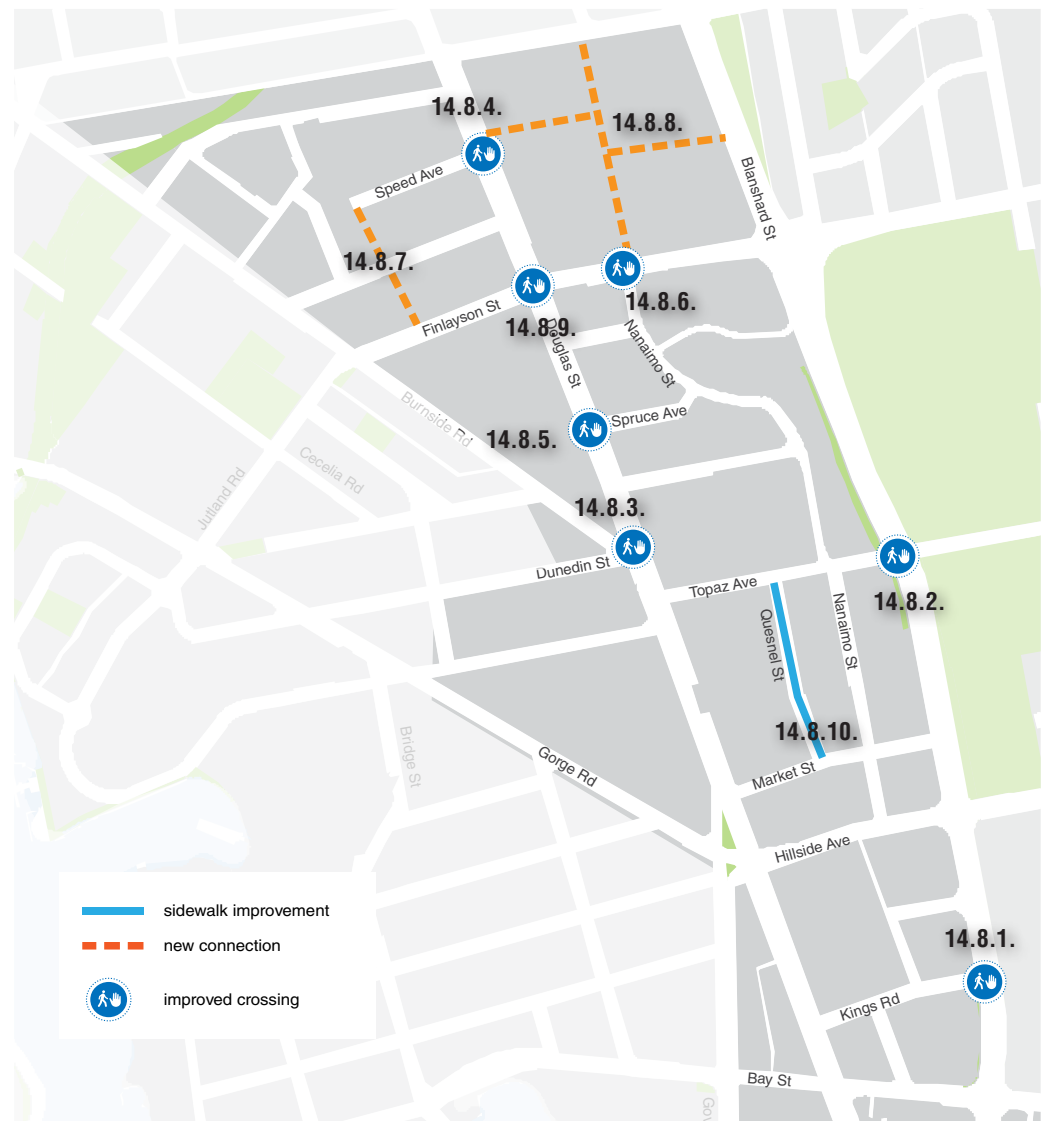 14.8.4.
14.8.8.
Speed Ave
Blanshard St
14.8.7.
14.8.6.
Finlayson St
14.8.9.
Douglas St
Nanaimo St
Burnside Rd
Spruce Ave
14.8.5.
Cecelia Rd
Jutland Rd
14.8.3.
Dunedin St
Topaz Ave
14.8.2.
Quesnel St
Nanaimo St
14.8.10.
Bridge St
Gorge Rd
Market St
Hillside Ave
sidewalk improvement
new connection
improved crossing
14.8.1.
Kings Rd
Bay St